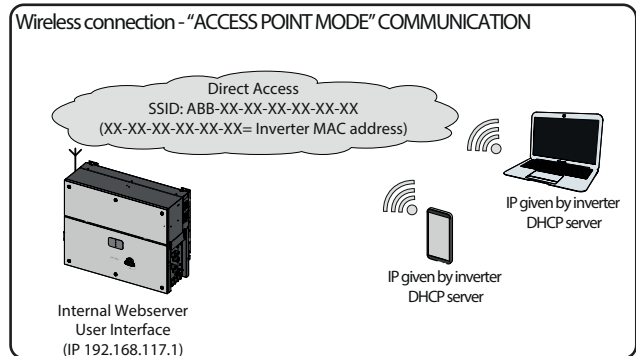 Wireless connection - “ACCESS POINT MODE” COMMUNICATION
Direct Access
SSID: ABB-XX-XX-XX-XX-XX-XX
(XX-XX-XX-XX-XX-XX= Inverter MAC address)
IP given by inverter
DHCP server
IP given by inverter
DHCP server
Internal Webserver
User Interface
(IP 192.168.117.1)